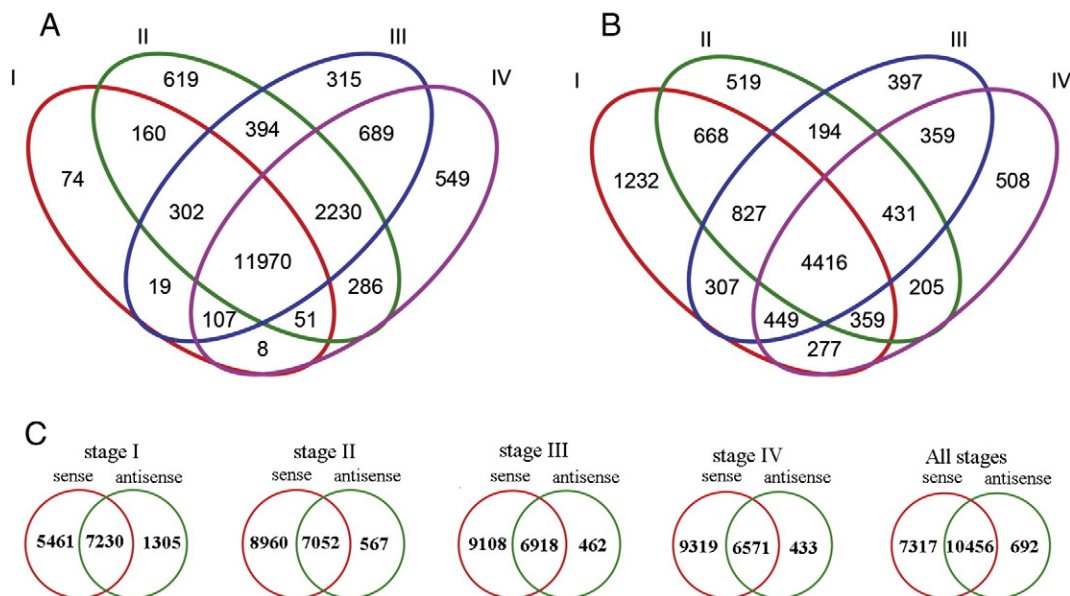 A
B
I
II
III
IV
I
II
III
IV
619
315
160
394
689
74
549
302
2230
11970
19
286
107
51
8
519
397
668
194
359
1232
508
827
431
4416
307
205
449
359
277
C
stage I
sense antisense
5461 7230 1305
stage II
sense antisense
8960 7052 567
stage III
sense antisense
9108 6918 462
stage IV
sense antisense
9319 6571 433
All stages
sense antisense
7317 10456 692